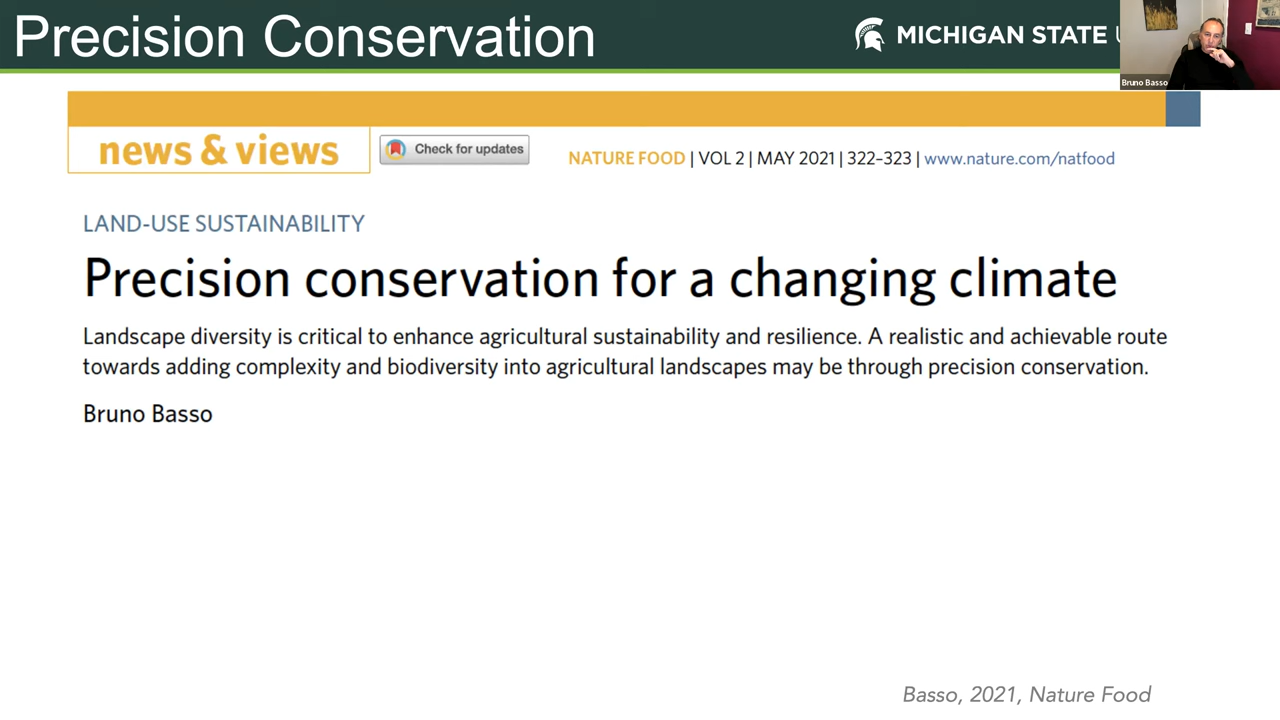 Precision Conservation
MICHIGAN STATE U
Bruno Basso
news & views
Check for updates
NATURE FOOD | VOL 2 | MAY 2021 | 322–323 | www.nature.com/natfood
LAND-USE SUSTAINABILITY
Precision conservation for a changing climate
Landscape diversity is critical to enhance agricultural sustainability and resilience. A realistic and achievable route
towards adding complexity and biodiversity into agricultural landscapes may be through precision conservation.
Bruno Basso
Basso, 2021, Nature Food